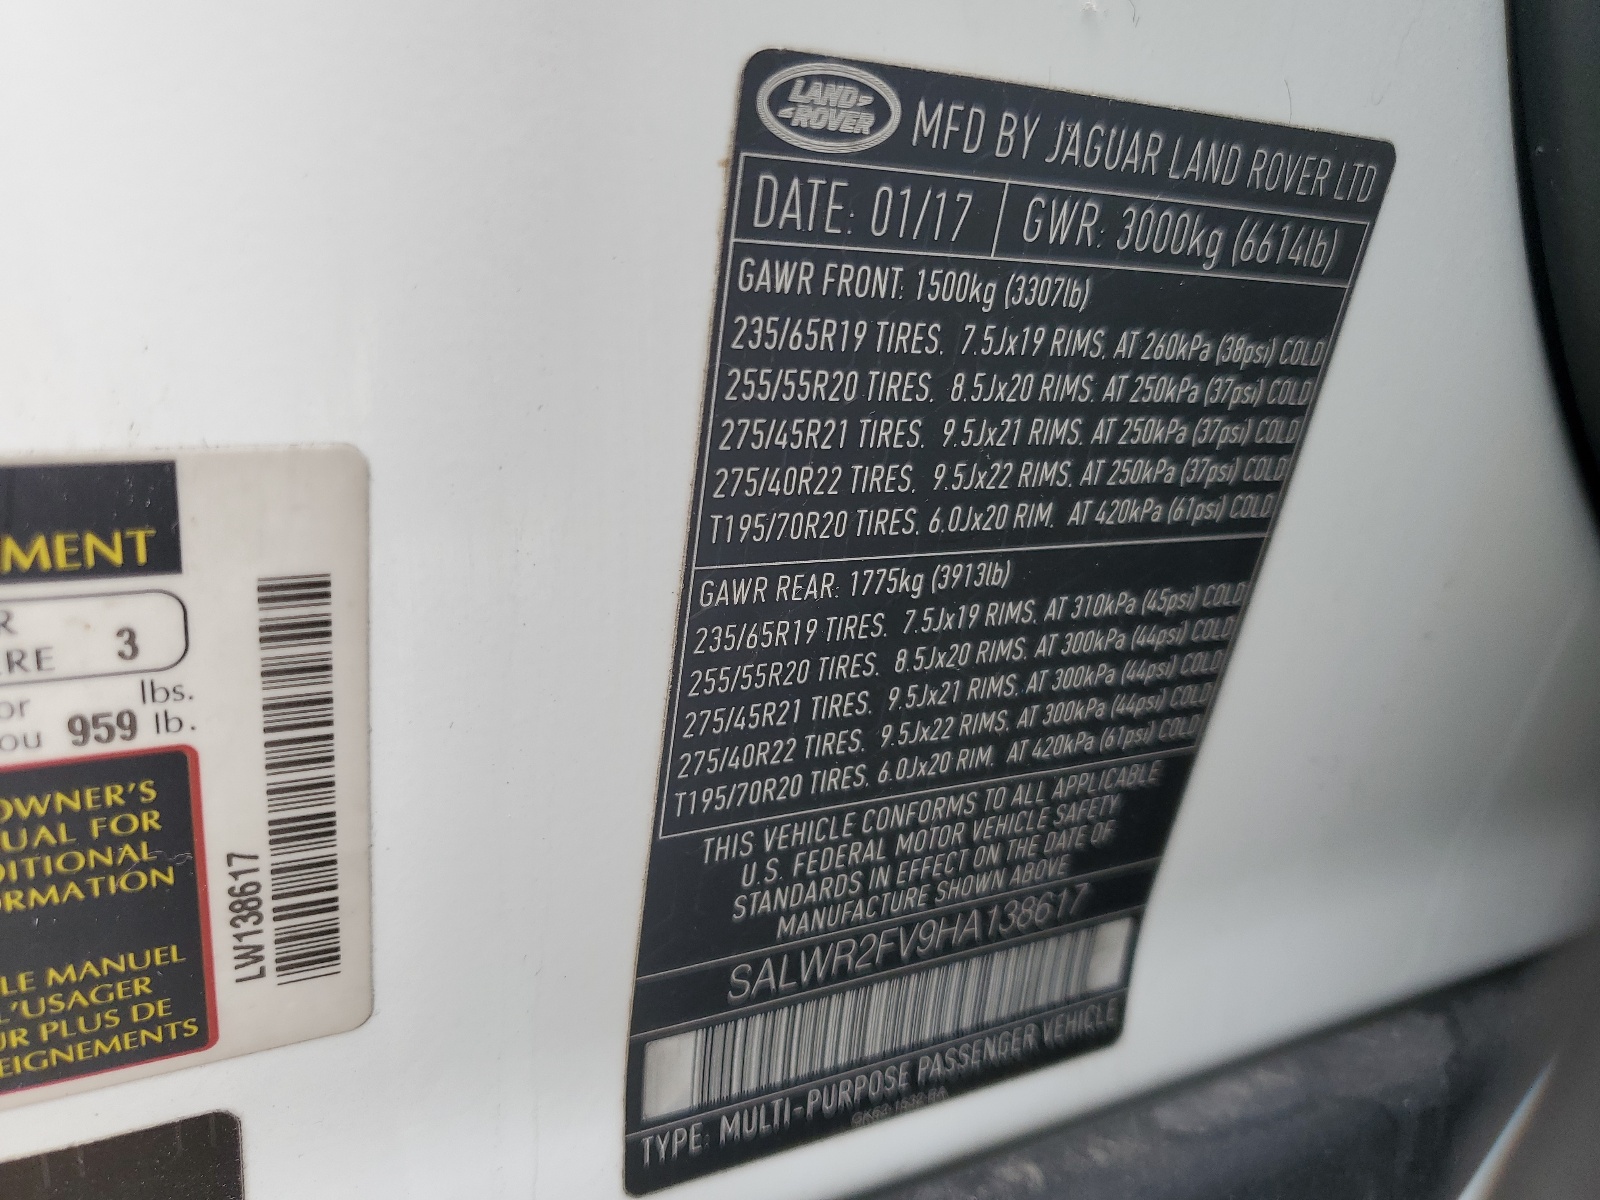 MENT
R
RE 3
or lbs.
ou 959 lb.
OWNER'S
UAL FOR
DITIONAL
ORMATION
LE MANUEL
L'USAGER
UR PLUS DE
EIGNEMENTS
LW138617
LAND
ROVER
MFD BY JAGUAR LAND ROVER LTD
DATE: 01/17 GWR: 3000kg (6614lb)
GAWR FRONT: 1500kg (3307lb)
235/65R19 TIRES. 7.5Jx19 RIMS. AT 260kPa (38psi) COLD
255/55R20 TIRES. 8.5Jx20 RIMS. AT 250kPa (37psi) COLD
275/45R21 TIRES. 9.5Jx21 RIMS. AT 250kPa (37psi) COLD
275/40R22 TIRES. 9.5Jx22 RIMS. AT 250kPa (37psi) COLD
T195/70R20 TIRES. 6.0Jx20 RIM. AT 420kPa (61psi) COLD
GAWR REAR: 1775kg (3913lb)
235/65R19 TIRES. 7.5Jx19 RIMS. AT 310kPa (45psi) COLD
255/55R20 TIRES. 8.5Jx20 RIMS. AT 300kPa (44psi) COLD
275/45R21 TIRES. 9.5Jx21 RIMS. AT 300kPa (44psi) COLD
275/40R22 TIRES. 9.5Jx22 RIMS. AT 300kPa (44psi) COLD
T195/70R20 TIRES. 6.0Jx20 RIM. AT 420kPa (61psi) COLD
THIS VEHICLE CONFORMS TO ALL APPLICABLE
U.S. FEDERAL MOTOR VEHICLE SAFETY
STANDARDS IN EFFECT ON THE DATE OF
MANUFACTURE SHOWN ABOVE
SALWR2FV9HA138617
TYPE: MULTI-PURPOSE PASSENGER VEHICLE